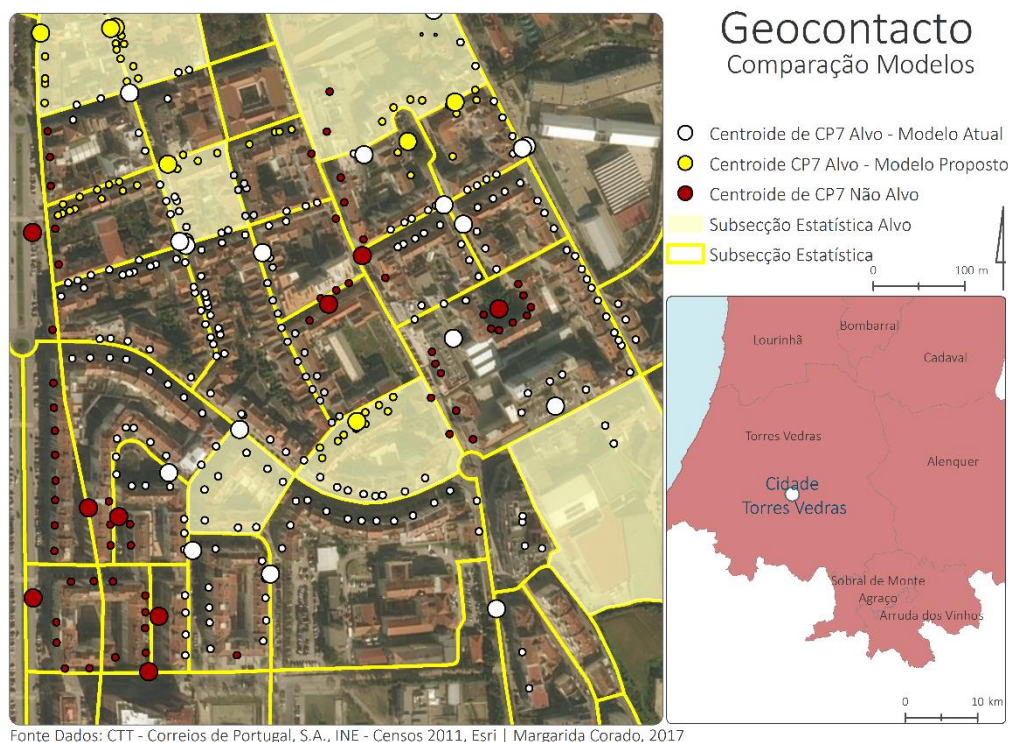 Geocontacto
Comparação Modelos
Centroide de CP7 Alvo - Modelo Atual
Centroide CP7 Alvo - Modelo Proposto
Centroide de CP7 Não Alvo
Subsecção Estatística Alvo
Subsecção Estatística
0 100 m
Lourinhã
Bombarral
Cadaval
Torres Vedras
Alenquer
Cidade
Torres Vedras
Sobral de Monte
Agraço
Arruda dos Vinhos
0 10 km
Fonte Dados: CTT - Correios de Portugal, S.A., INE - Censos 2011, Esri | Margarida Corado, 2017